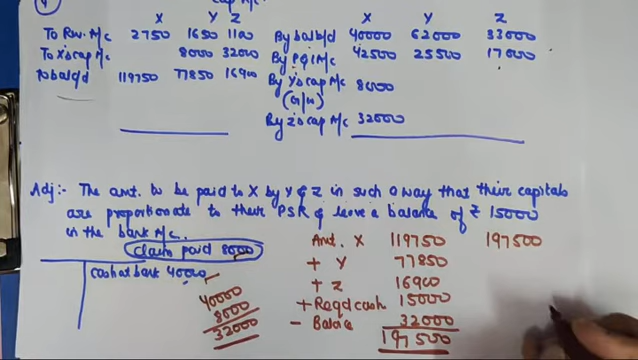 4
Cap A/c
X Y Z X Y Z
To Rev. A/c 2750 1650 1100 By bal b/d 40000 62000 33000
To X's cap A/c 8000 32000 By P&L A/c 42500 25500 17000
To bal c/d 119750 77850 16900 By Y's cap A/c 8000
(G/W)
By Z's cap A/c 32000
Adj:- The amt. to be paid to X by Y & Z in such a way that their capitals
are proportionate to their PSR & leave a balance of ₹ 15000
in the bank A/c.
claim paid 8000
cash at bank 40000
40000
8000
32000
Amt. X 119750 197500
+ Y 77850
+ Z 16900
+ Reqd cash 15000
- Balance 32000
197500